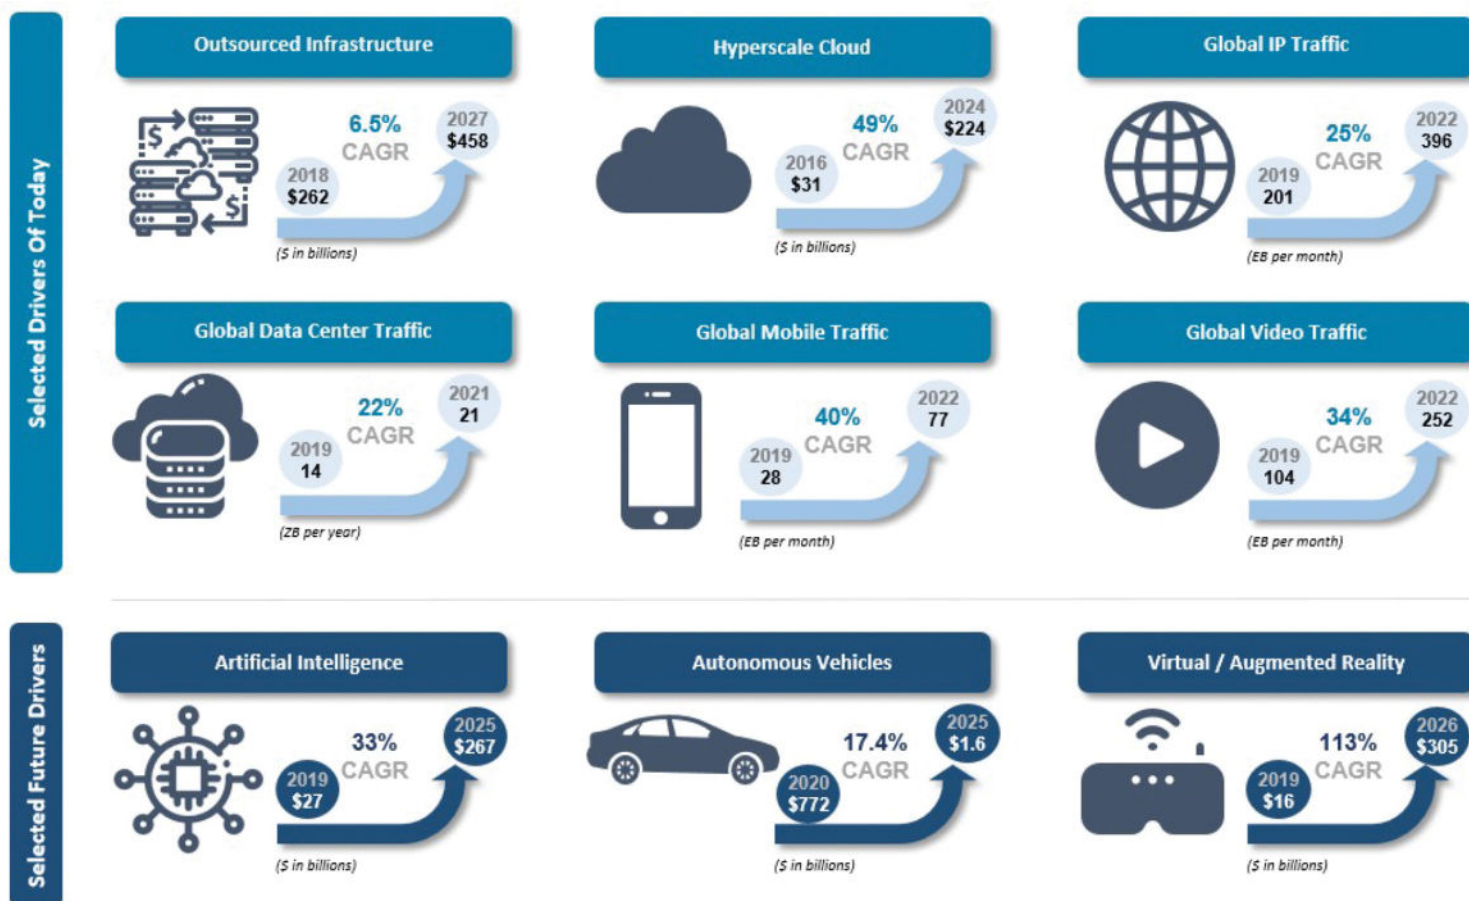 Selected Drivers Of Today
Outsourced Infrastructure
$
$
6.5%
CAGR
2018
$262
2027
$458
($ in billions)
Hyperscale Cloud
49%
CAGR
2016
$31
2024
$224
($ in billions)
Global IP Traffic
25%
CAGR
2019
201
2022
396
(EB per month)
Global Data Center Traffic
22%
CAGR
2019
14
2021
21
(ZB per year)
Global Mobile Traffic
40%
CAGR
2019
28
2022
77
(EB per month)
Global Video Traffic
34%
CAGR
2019
104
2022
252
(EB per month)
Selected Future Drivers
Artificial Intelligence
33%
CAGR
2019
$27
2025
$267
($ in billions)
Autonomous Vehicles
17.4%
CAGR
2020
$772
2025
$1.6
($ in billions)
Virtual / Augmented Reality
113%
CAGR
2019
$16
2026
$305
($ in billions)